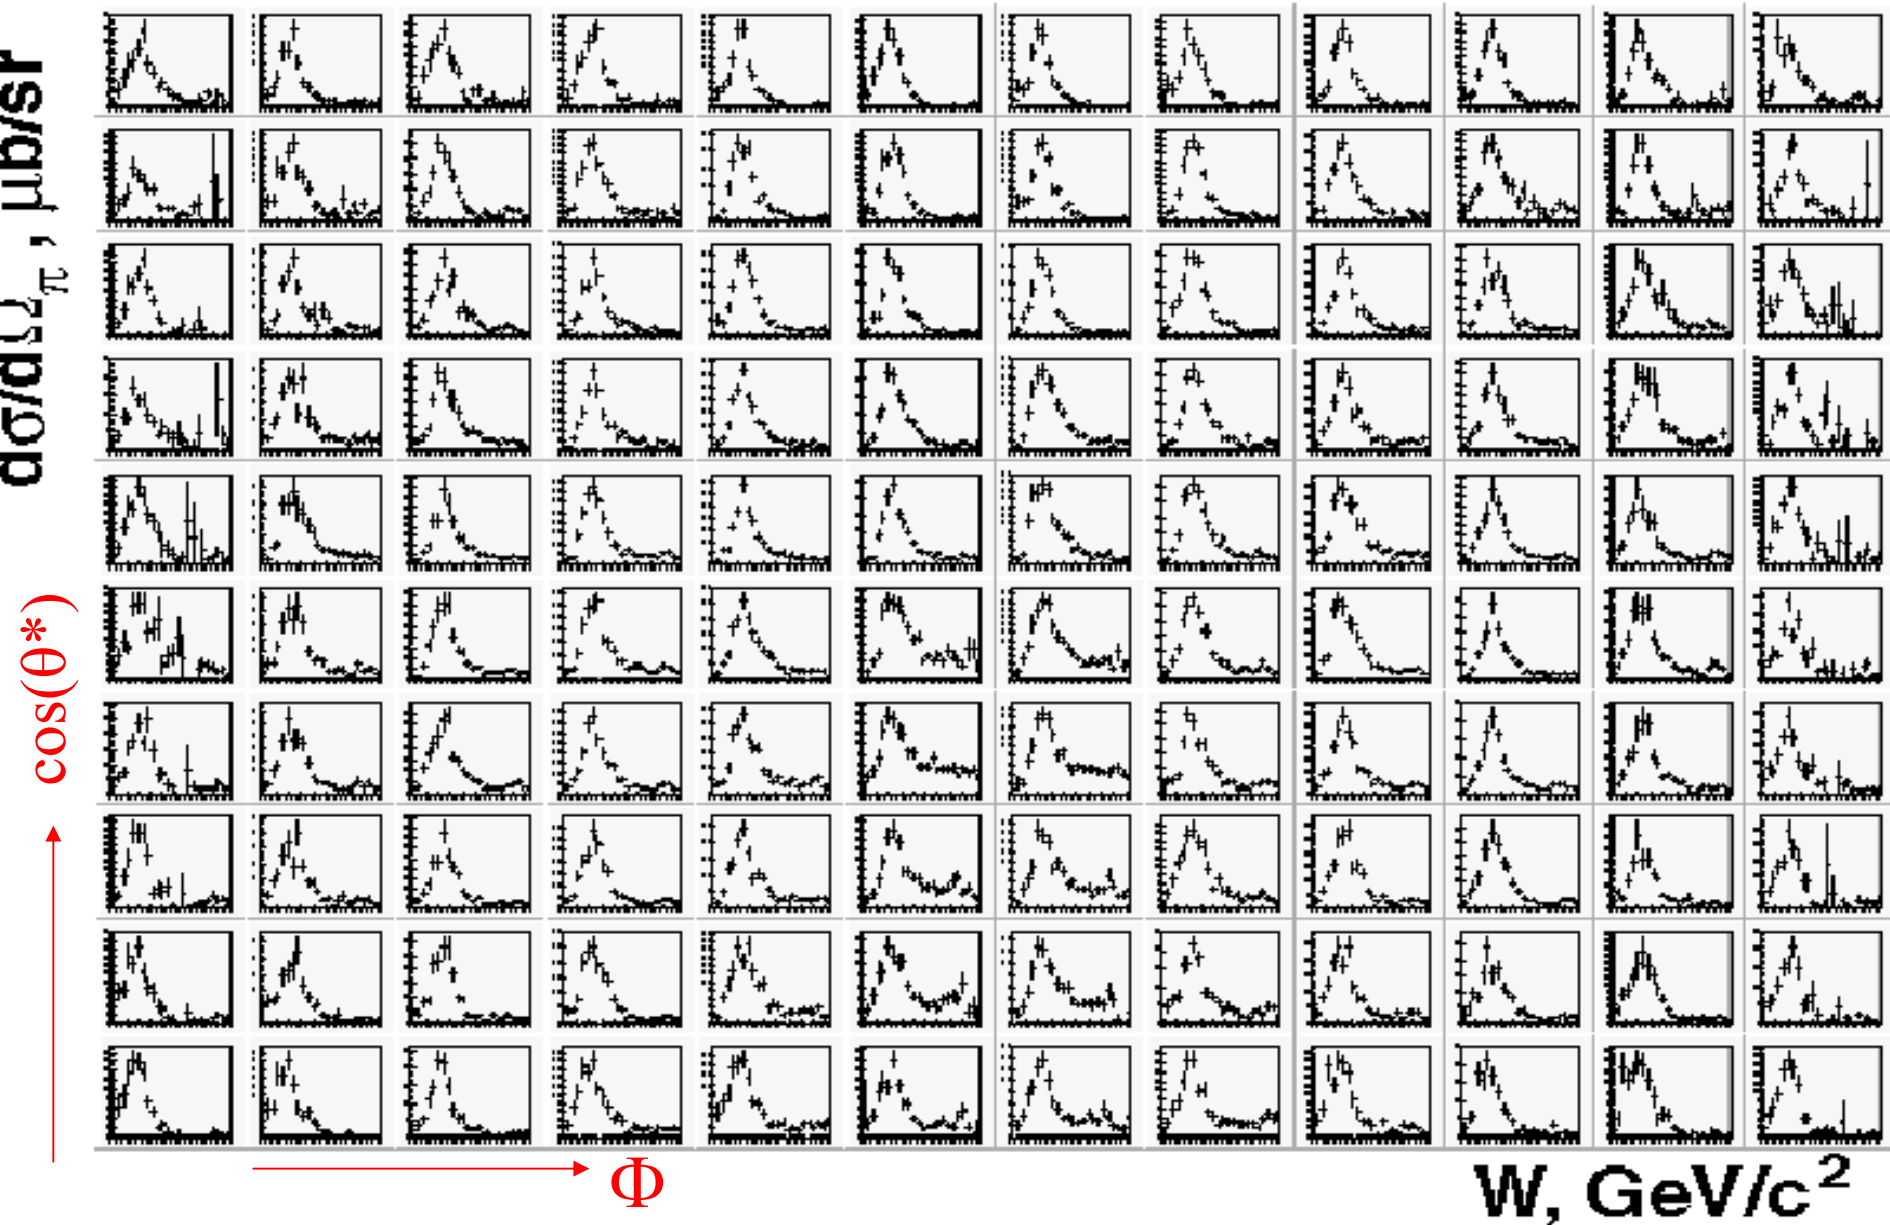 dσ/dΩπ, μb/sr
cos(θ*)
Φ
W, GeV/c²